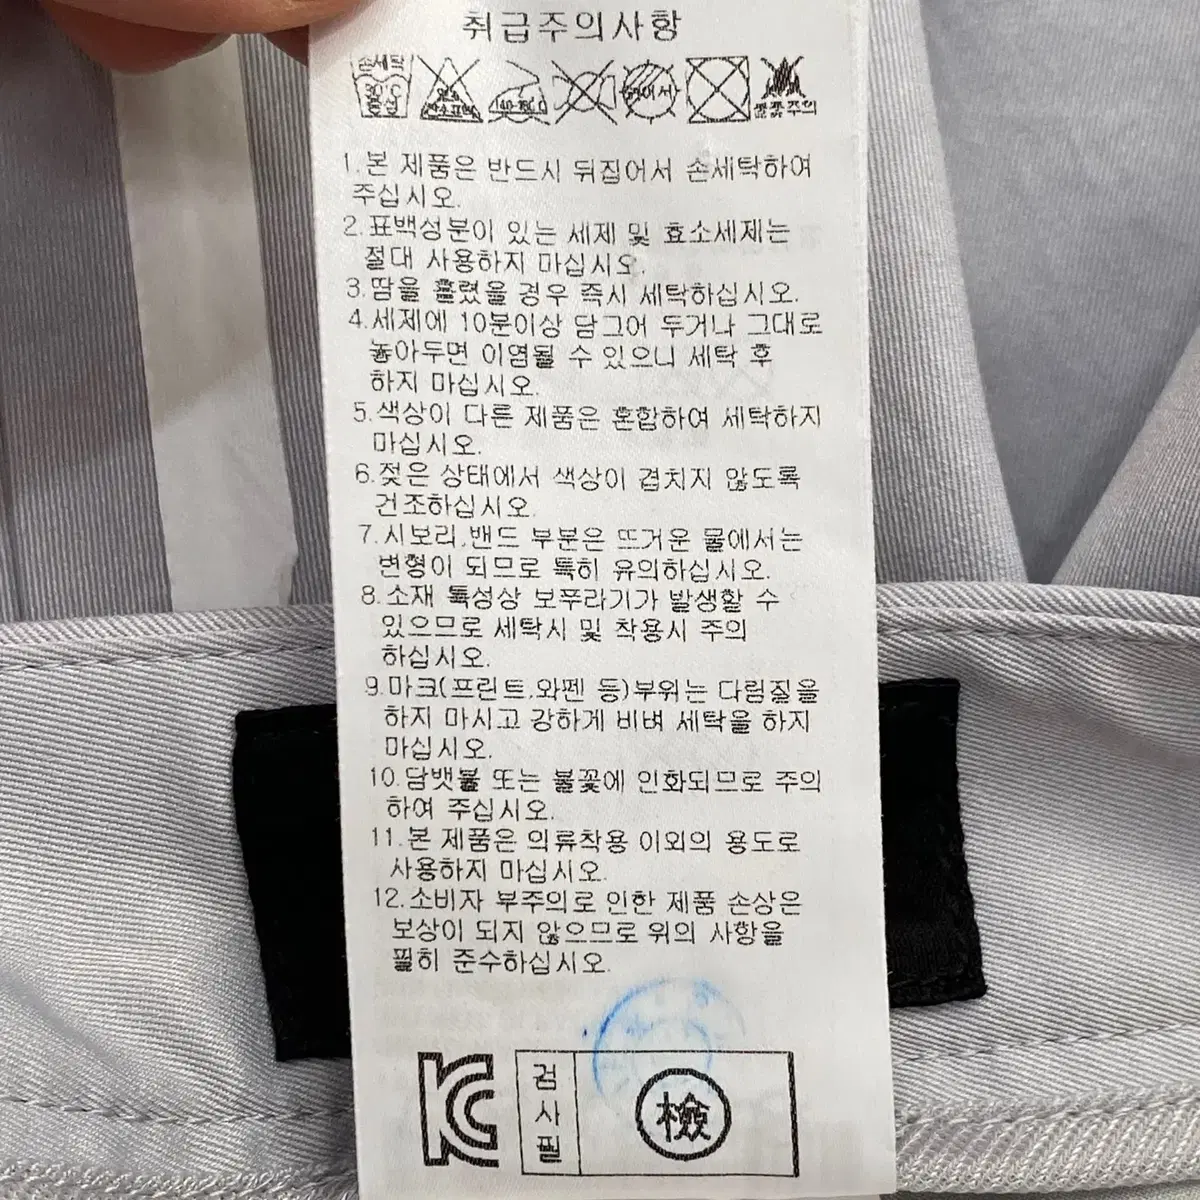 취급주의사항
손세탁
30℃
중성
염소
산소표백
140-160℃
뉘어서
불꽃주의
1.본 제품은 반드시 뒤집어서 손세탁하여
주십시오.
2.표백성분이 있는 세제 및 효소세제는
절대 사용하지 마십시오.
3.땀을 흘렸을 경우 즉시 세탁하십시오.
4.세제에 10분이상 담그어 두거나 그대로
놓아두면 이염될 수 있으니 세탁 후
하지 마십시오.
5.색상이 다른 제품은 혼합하여 세탁하지
마십시오.
6.젖은 상태에서 색상이 겹치지 않도록
건조하십시오.
7.시보리,밴드 부분은 뜨거운 물에서는
변형이 되므로 특히 유의하십시오.
8.소재 특성상 보푸라기가 발생할 수
있으므로 세탁시 및 착용시 주의
하십시오.
9.마크(프린트,와펜 등)부위는 다림질을
하지 마시고 강하게 비벼 세탁을 하지
마십시오.
10.담뱃불 또는 불꽃에 인화되므로 주의
하여 주십시오.
11.본 제품은 의류착용 이외의 용도로
사용하지 마십시오.
12.소비자 부주의로 인한 제품 손상은
보상이 되지 않으므로 위의 사항을
필히 준수하십시오.
KC
검사필
檢